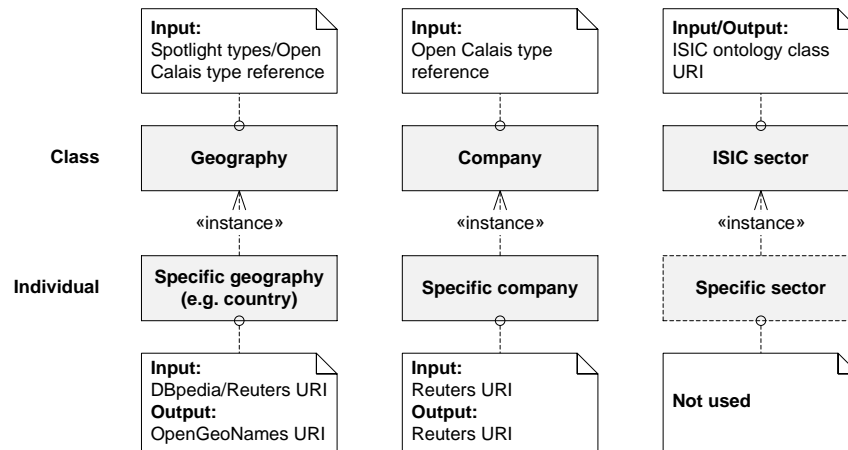 Input:
Spotlight types/Open
Calais type reference
Input:
Open Calais type
reference
Input/Output:
ISIC ontology class
URI
Class
Geography
Company
ISIC sector
«instance»
«instance»
«instance»
Individual
Specific geography
(e.g. country)
Specific company
Specific sector
Input:
DBpedia/Reuters URI
Output:
OpenGeoNames URI
Input:
Reuters URI
Output:
Reuters URI
Not used